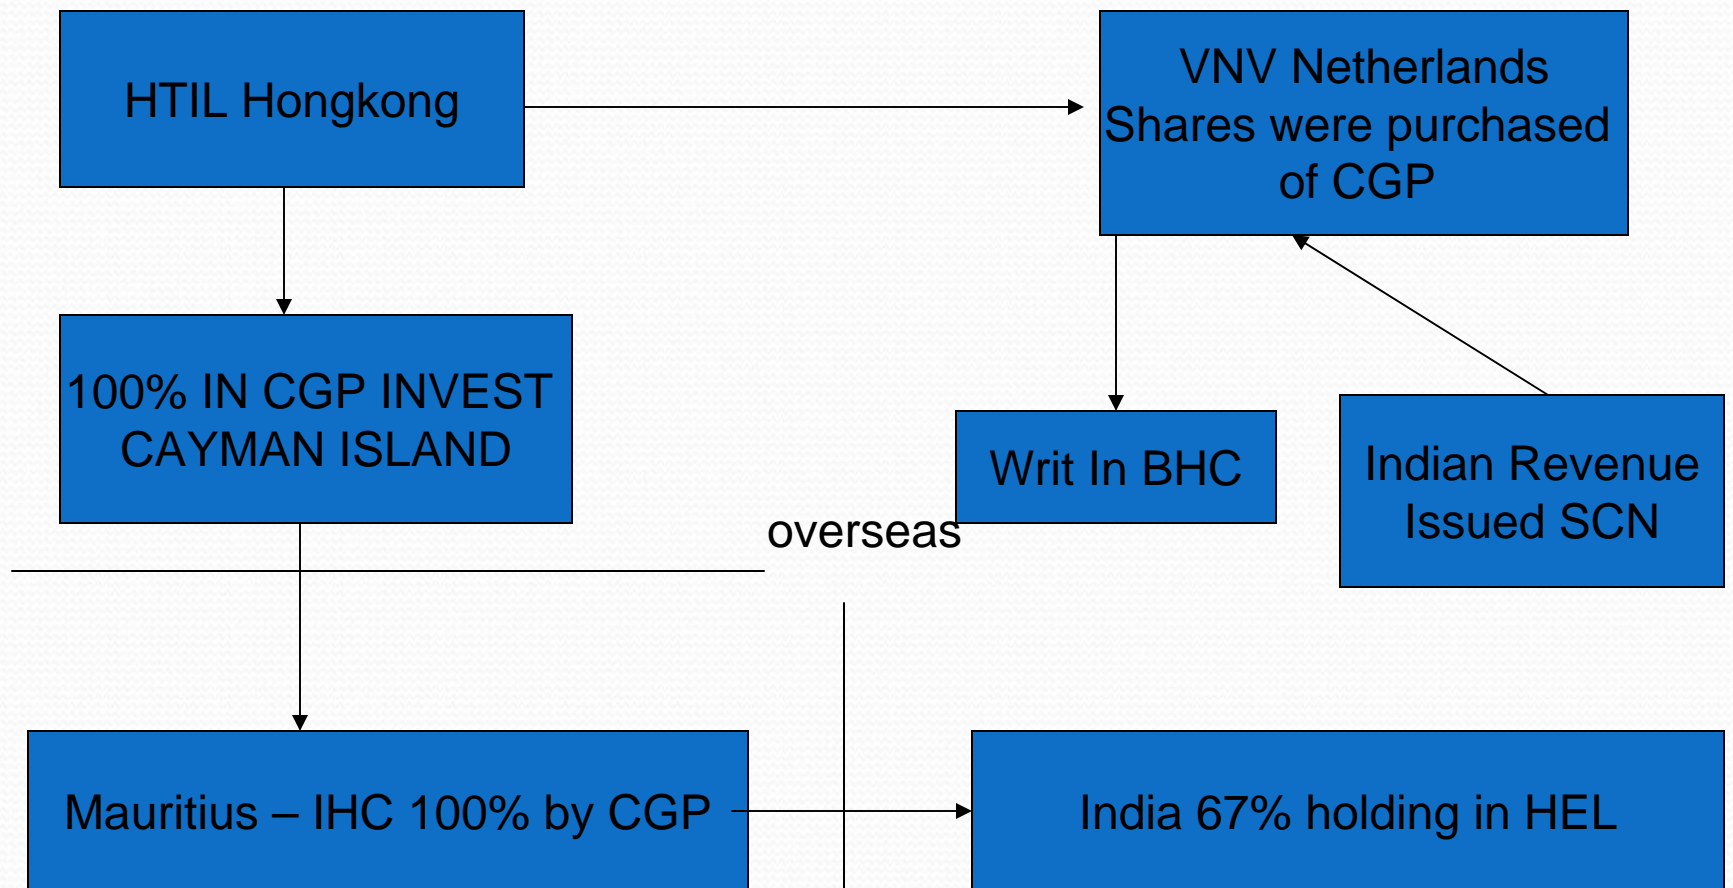 HTIL Hongkong
VNV Netherlands
Shares were purchased
of CGP
100% IN CGP INVEST
CAYMAN ISLAND
Writ In BHC
Indian Revenue
Issued SCN
overseas
Mauritius – IHC 100% by CGP
India 67% holding in HEL